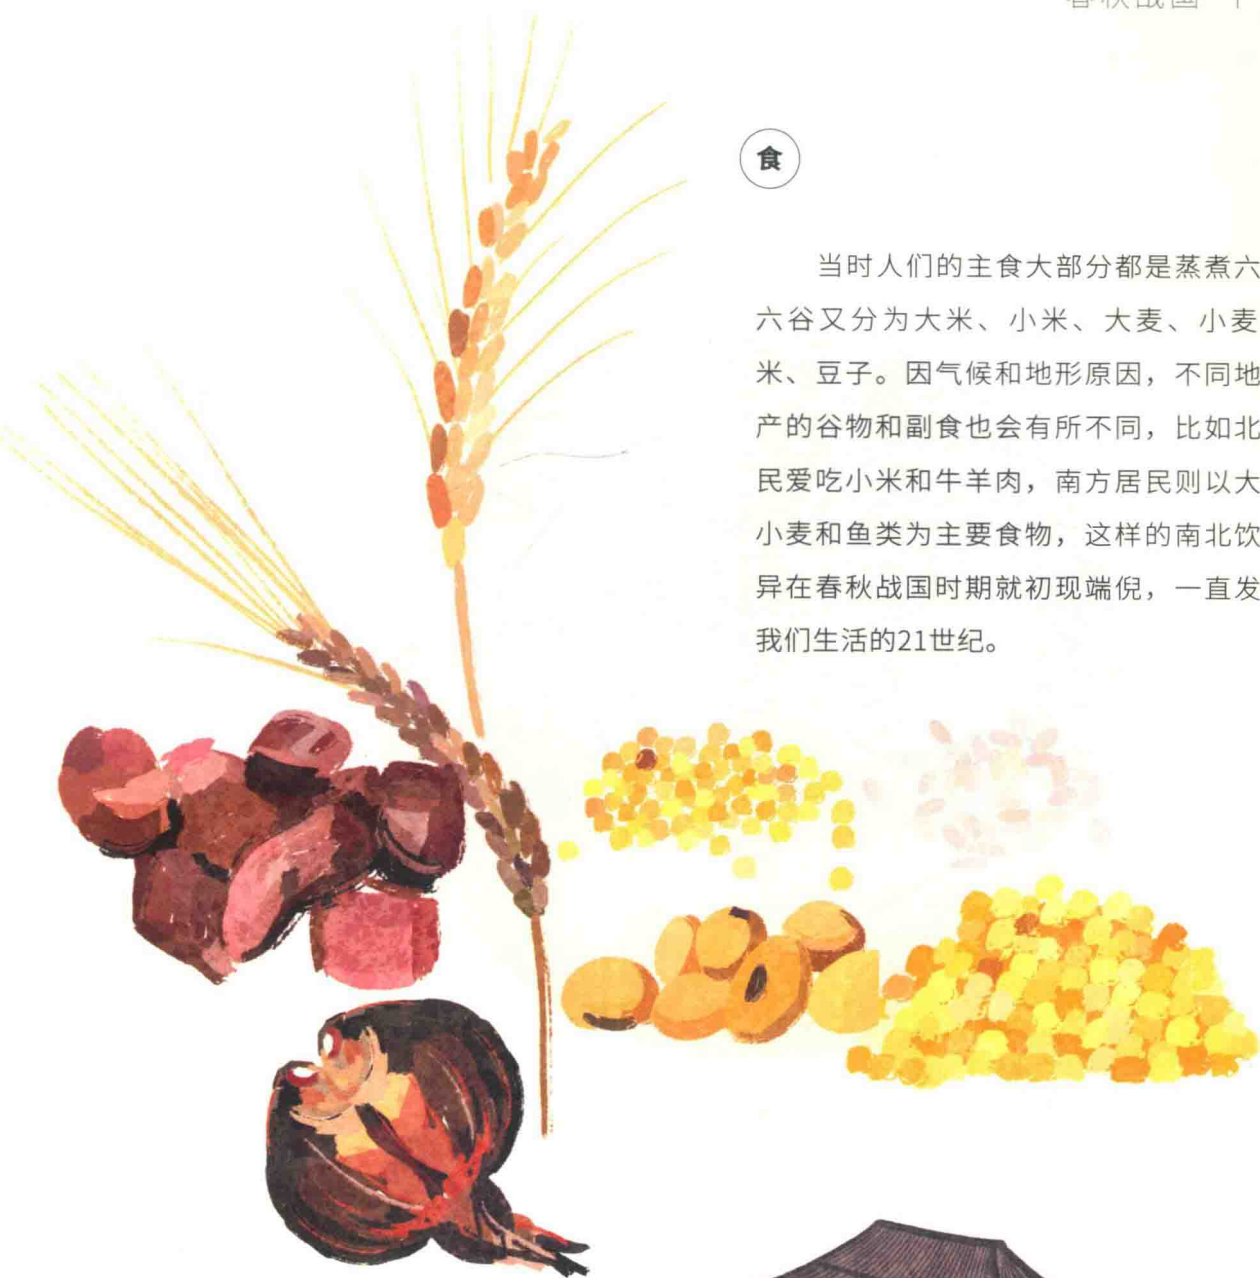 春秋战国
食
当时人们的主食大部分都是蒸煮六
六谷又分为大米、小米、大麦、小麦
米、豆子。因气候和地形原因，不同地
产的谷物和副食也会有所不同，比如北
民爱吃小米和牛羊肉，南方居民则以大
小麦和鱼类为主要食物，这样的南北饮
异在春秋战国时期就初现端倪，一直发
我们生活的21世纪。